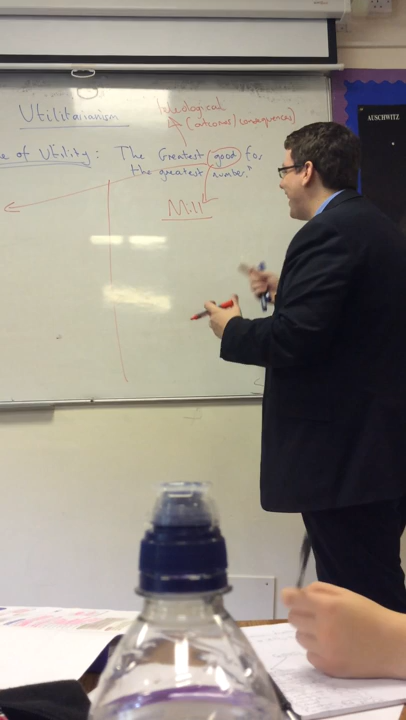 Teleological
(outcomes/consequences)
Utilitarianism
e of Utility: The Greatest good for
the greatest number."
Mill
AUSCHWITZ